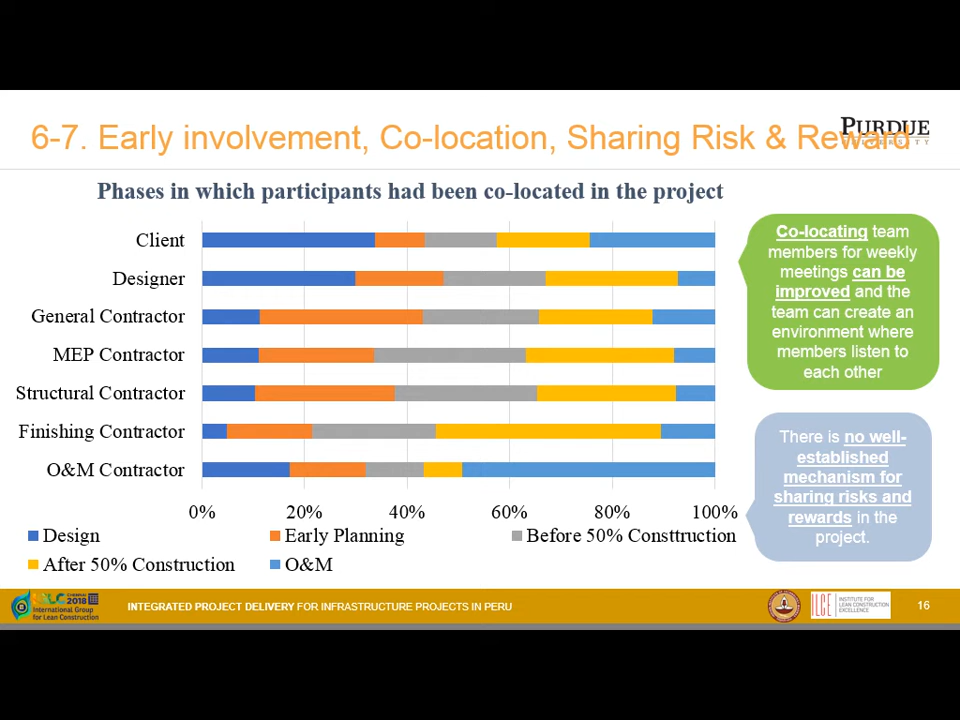 6-7. Early involvement, Co-location, Sharing Risk & Reward
PURDUE
UNIVERSITY
Phases in which participants had been co-located in the project
Client
Designer
General Contractor
MEP Contractor
Structural Contractor
Finishing Contractor
O&M Contractor
0% 20% 40% 60% 80% 100%
Design Early Planning Before 50% Consttruction
After 50% Construction O&M
Co-locating team
members for weekly
meetings can be
improved and the
team can create an
environment where
members listen to
each other
There is no well-
established
mechanism for
sharing risks and
rewards in the
project.
CHENNAI
2018
International Group
for Lean Construction
INTEGRATED PROJECT DELIVERY FOR INFRASTRUCTURE PROJECTS IN PERU
ILCE
INSTITUTE FOR
LEAN CONSTRUCTION
EXCELLENCE
16